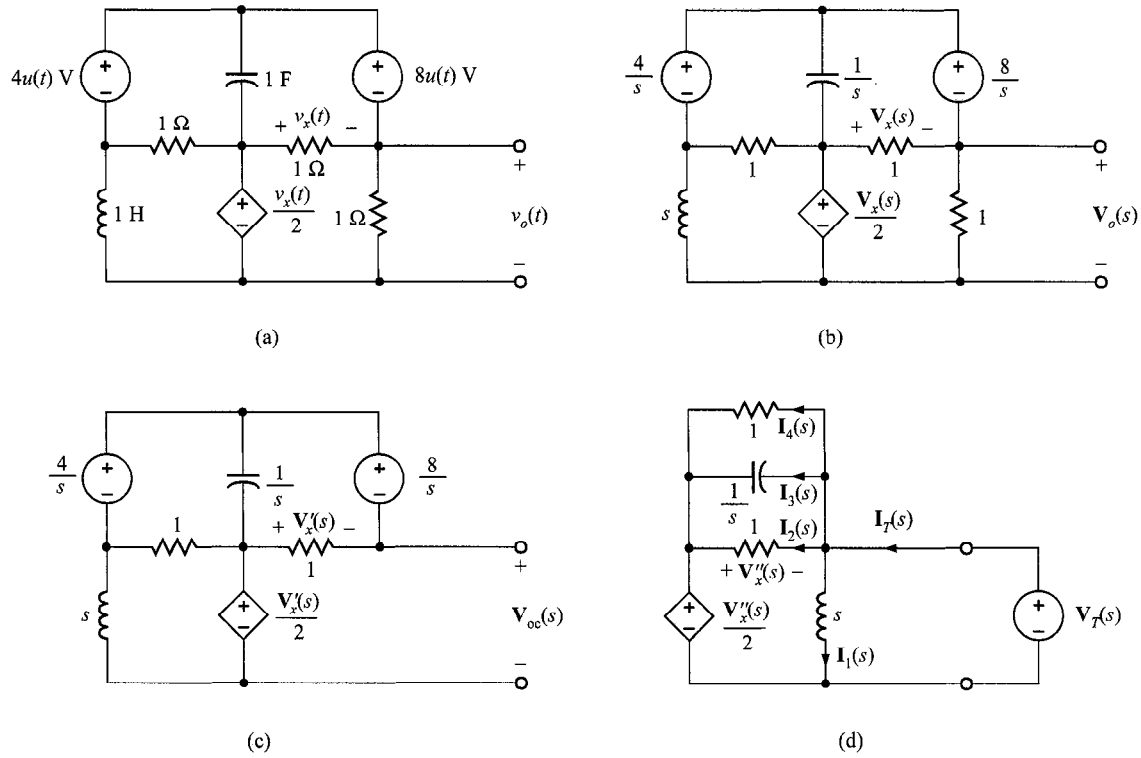 4u(t) V
1 F
8u(t) V
1 Ω
+ v_x(t) −
1 Ω
1 H
v_x(t)/2
1 Ω
+
v_o(t)
−
(a)
4/s
1/s
8/s
1
+ V_x(s) −
1
s
V_x(s)/2
1
+
V_o(s)
−
(b)
4/s
1/s
8/s
1
+ V′_x(s) −
1
s
V′_x(s)/2
+
V_oc(s)
−
(c)
1
I_4(s)
1/s
I_3(s)
1
I_2(s)
I_T(s)
+ V″_x(s) −
V″_x(s)/2
s
I_1(s)
V_T(s)
(d)